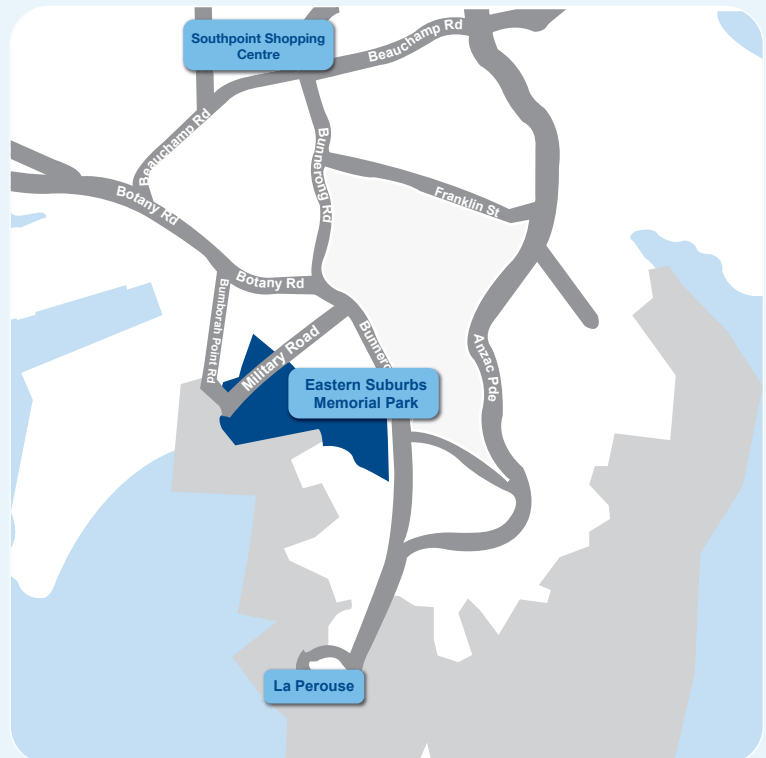 Southpoint Shopping
Centre
Beauchamp Rd
Beauchamp Rd
Bunnerong Rd
Botany Rd
Franklin St
Botany Rd
Bumborah Point Rd
Military Road
Bunnero
Anzac Pde
Eastern Suburbs
Memorial Park
La Perouse